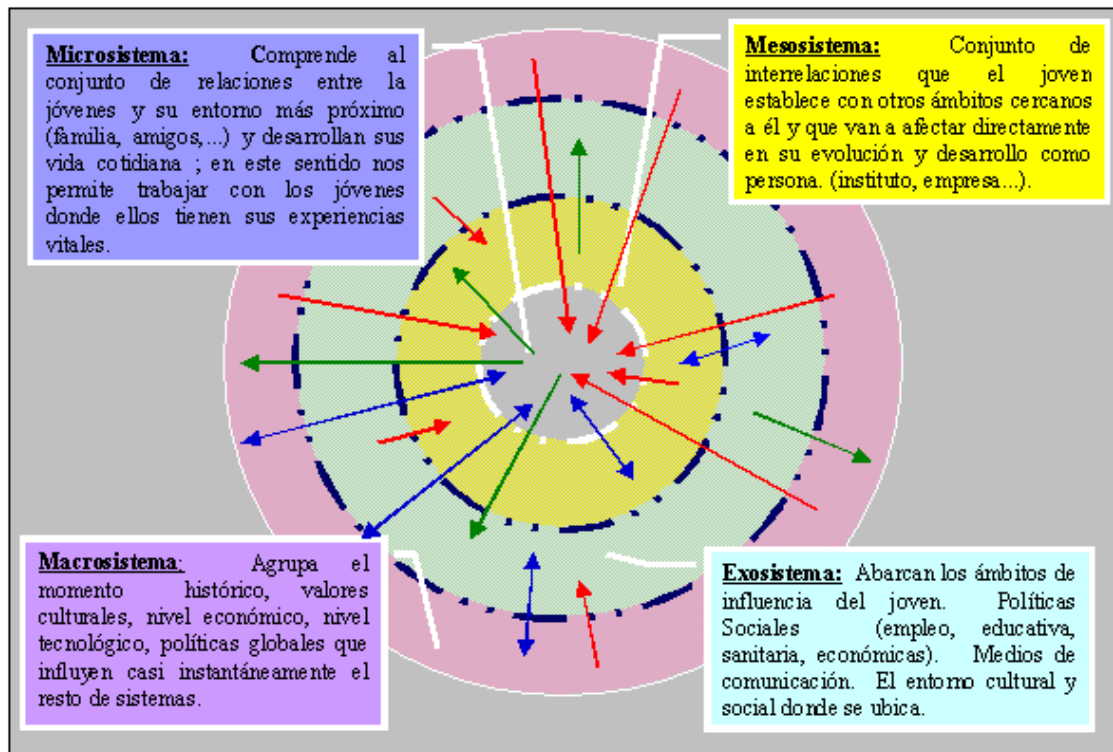 Microsistema: Comprende al
conjunto de relaciones entre la
jóvenes y su entorno más próximo
(familia, amigos,...) y desarrollan sus
vida cotidiana ; en este sentido nos
permite trabajar con los jóvenes
donde ellos tienen sus experiencias
vitales.
Mesosistema: Conjunto de
interrelaciones que el joven
establece con otros ámbitos cercanos
a él y que van a afectar directamente
en su evolución y desarrollo como
persona. (instituto, empresa...).
Macrosistema: Agrupa el
momento histórico, valores
culturales, nivel económico, nivel
tecnológico, políticas globales que
influyen casi instantáneamente el
resto de sistemas.
Exosistema: Abarcan los ámbitos de
influencia del joven. Políticas
Sociales (empleo, educativa,
sanitaria, económicas). Medios de
comunicación. El entorno cultural y
social donde se ubica.